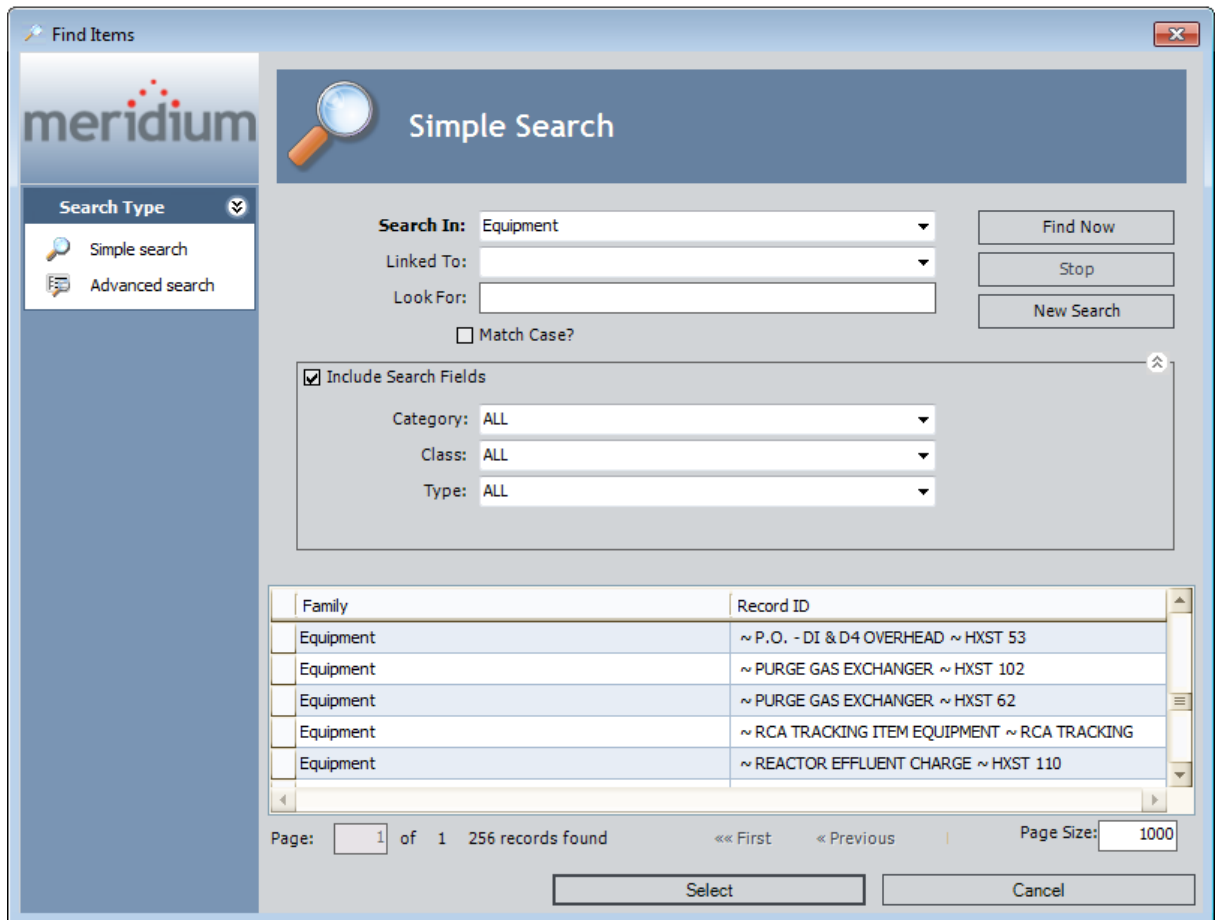 Find Items
meridium
Simple Search
Search Type
Simple search
Advanced search
Search In: Equipment
Find Now
Linked To:
Stop
Look For:
New Search
Match Case?
Include Search Fields
Category: ALL
Class: ALL
Type: ALL
Family Record ID
Equipment ~ P.O. - DI & D4 OVERHEAD ~ HXST 53
Equipment ~ PURGE GAS EXCHANGER ~ HXST 102
Equipment ~ PURGE GAS EXCHANGER ~ HXST 62
Equipment ~ RCA TRACKING ITEM EQUIPMENT ~ RCA TRACKING
Equipment ~ REACTOR EFFLUENT CHARGE ~ HXST 110
Page: 1 of 1 256 records found «« First « Previous Page Size: 1000
Select Cancel